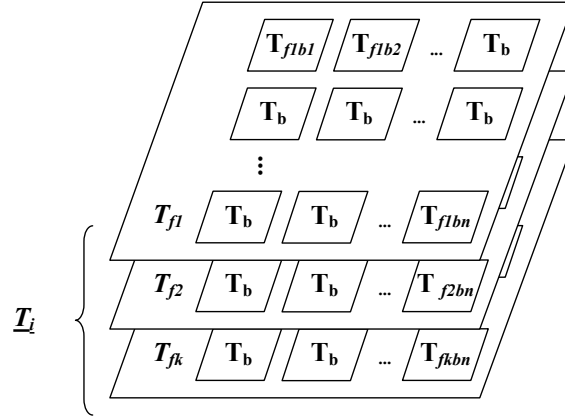 T_f1b1 T_f1b2 ... T_b
T_b T_b ... T_b
⋮
T_f1 T_b T_b ... T_f1bn
T_f2 T_b T_b ... T_f2bn
T_i
T_fk T_b T_b ... T_fkbn